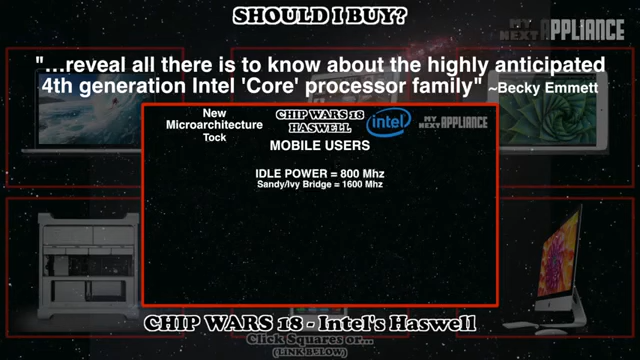 SHOULD I BUY?
MY NEXT APPLIANCE
"...reveal all there is to know about the highly anticipated
4th generation Intel 'Core' processor family" ~Becky Emmett
New
Microarchitecture
Tock
CHIP WARS 18
HASWELL
intel
MY NEXT APPLIANCE
MOBILE USERS
IDLE POWER = 800 Mhz
Sandy/Ivy Bridge = 1600 Mhz
CHIP WARS 18 - Intel's Haswell
Click Squares or...
(LINK BELOW)